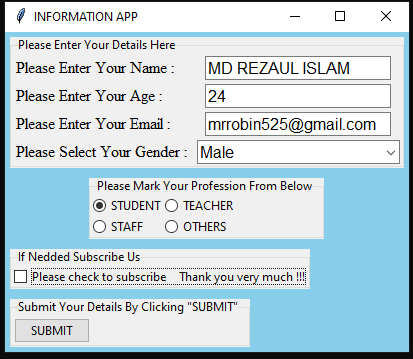 INFORMATION APP
Please Enter Your Details Here
Please Enter Your Name : MD REZAUL ISLAM
Please Enter Your Age : 24
Please Enter Your Email : mrrobin525@gmail.com
Please Select Your Gender : Male
Please Mark Your Profession From Below
STUDENT TEACHER
STAFF OTHERS
If Nedded Subscribe Us
Please check to subscribe Thank you very much !!!
Submit Your Details By Clicking "SUBMIT"
SUBMIT